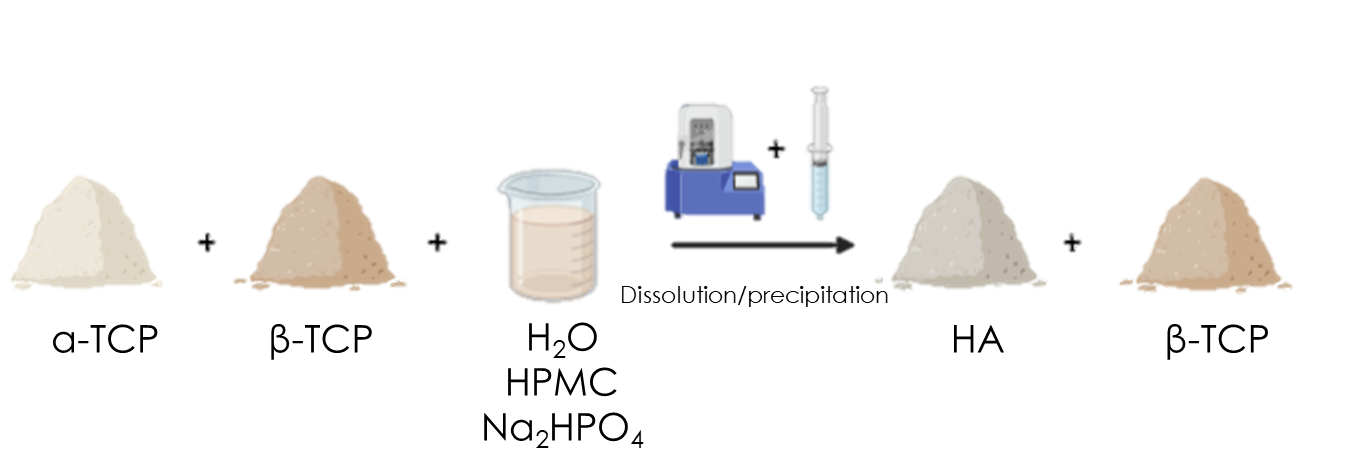 α-TCP + β-TCP + H₂O
HPMC
Na₂HPO₄
+
Dissolution/precipitation
HA + β-TCP